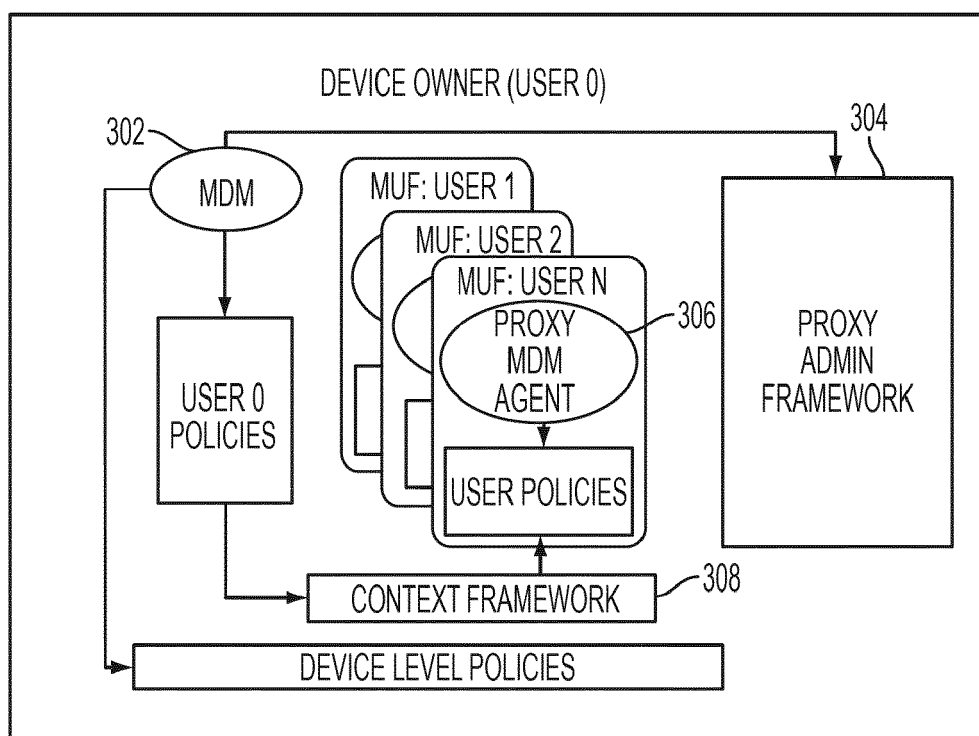 DEVICE OWNER (USER 0)
302
304
MDM
MUF: USER 1
MUF: USER 2
MUF: USER N
PROXY
MDM
AGENT
306
PROXY
ADMIN
FRAMEWORK
USER 0
POLICIES
USER POLICIES
CONTEXT FRAMEWORK
308
DEVICE LEVEL POLICIES